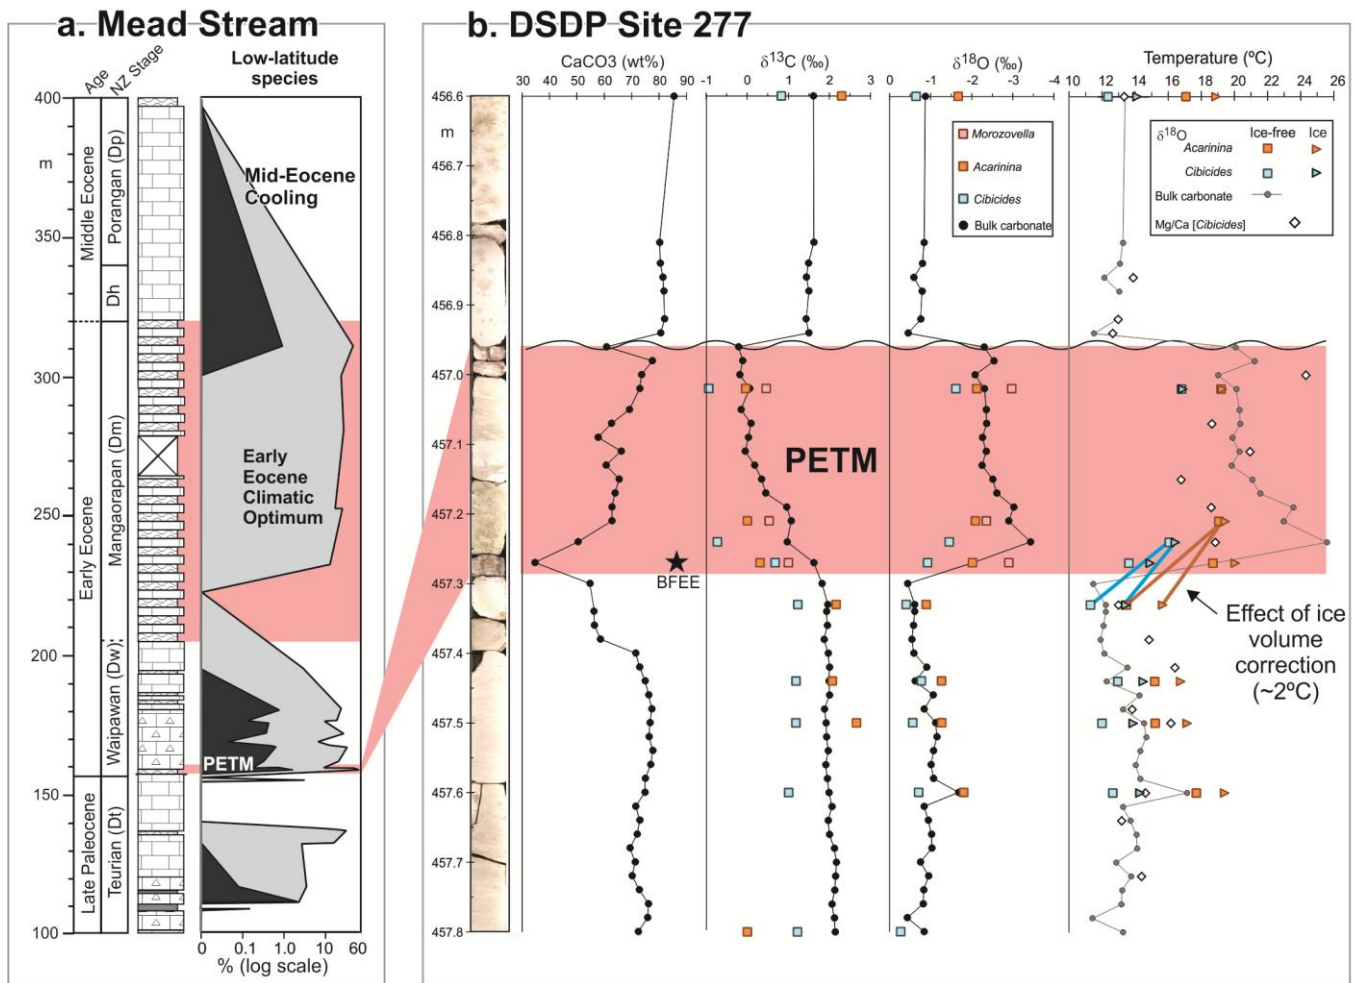 a. Mead Stream
Age
NZ Stage
Low-latitude
species
400
m
350
300
250
200
150
100
Middle Eocene
Early Eocene
Late Paleocene
Porangan (Dp)
Dh
Mangaorapan (Dm)
Waipawan (Dw)
Teurian (Dt)
Mid-Eocene
Cooling
Early
Eocene
Climatic
Optimum
PETM
0 0.1 1.0 10 60
% (log scale)
b. DSDP Site 277
CaCO3 (wt%)
30 40 50 60 70 80 90
δ13C (‰)
-1 0 1 2 3
δ18O (‰)
0 -1 -2 -3 -4
Temperature (ºC)
10 12 14 16 18 20 22 24 26
456.6
m
456.7
456.8
456.9
457.0
457.1
457.2
457.3
457.4
457.5
457.6
457.7
457.8
Morozovella
Acarinina
Cibicides
Bulk carbonate
δ18O Ice-free Ice
Acarinina
Cibicides
Bulk carbonate
Mg/Ca [Cibicides]
PETM
BFEE
Effect of ice
volume
correction
(~2ºC)